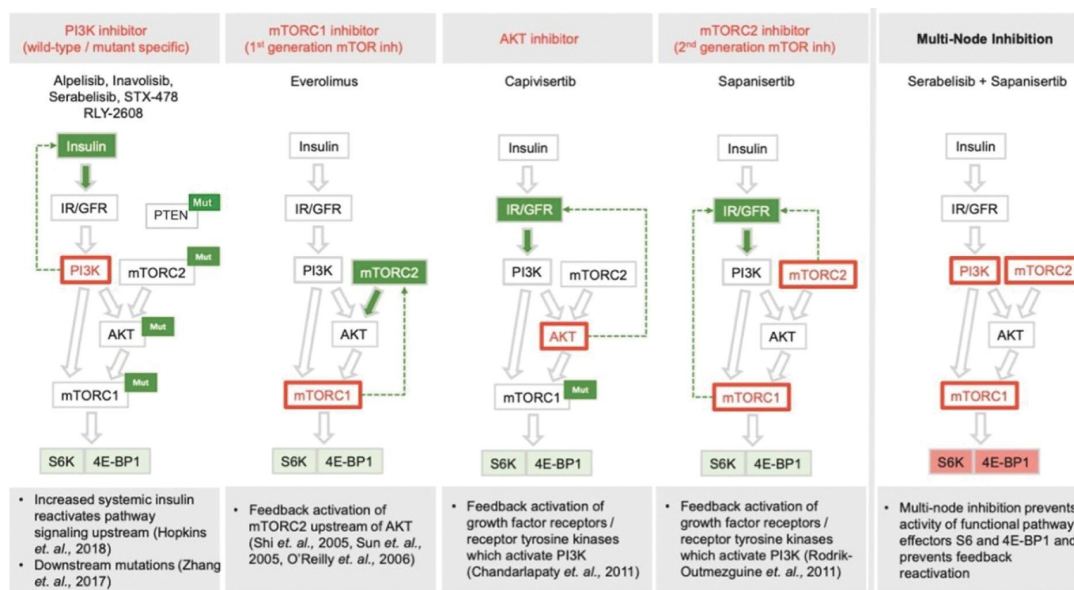 PI3K inhibitor
(wild-type / mutant specific)
Alpelisib, Inavolisib,
Serabelisib, STX-478
RLY-2608
Insulin
IR/GFR
PTEN
Mut
PI3K
mTORC2
Mut
AKT
Mut
mTORC1
Mut
S6K
4E-BP1
• Increased systemic insulin
reactivates pathway
signaling upstream (Hopkins
et. al., 2018)
• Downstream mutations (Zhang
et. al., 2017)
mTORC1 inhibitor
(1st generation mTOR inh)
Everolimus
Insulin
IR/GFR
PI3K
mTORC2
AKT
mTORC1
S6K
4E-BP1
• Feedback activation of
mTORC2 upstream of AKT
(Shi et. al., 2005, Sun et. al.,
2005, O'Reilly et. al., 2006)
AKT inhibitor
Capivisertib
Insulin
IR/GFR
PI3K
mTORC2
AKT
mTORC1
Mut
S6K
4E-BP1
• Feedback activation of
growth factor receptors /
receptor tyrosine kinases
which activate PI3K
(Chandarlapaty et. al., 2011)
mTORC2 inhibitor
(2nd generation mTOR inh)
Sapanisertib
Insulin
IR/GFR
PI3K
mTORC2
AKT
mTORC1
S6K
4E-BP1
• Feedback activation of
growth factor receptors /
receptor tyrosine kinases
which activate PI3K (Rodrik-
Outmezguine et. al., 2011)
Multi-Node Inhibition
Serabelisib + Sapanisertib
Insulin
IR/GFR
PI3K
mTORC2
AKT
mTORC1
S6K
4E-BP1
• Multi-node inhibition prevents
activity of functional pathway
effectors S6 and 4E-BP1 and
prevents feedback
reactivation